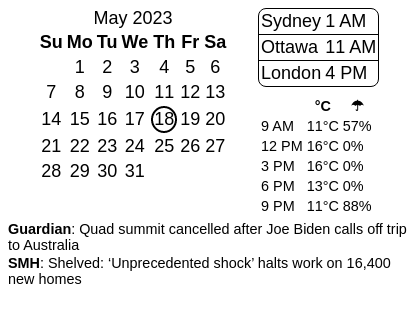 May 2023
Su Mo Tu We Th Fr Sa
1 2 3 4 5 6
7 8 9 10 11 12 13
14 15 16 17 18 19 20
21 22 23 24 25 26 27
28 29 30 31
Sydney 1 AM
Ottawa 11 AM
London 4 PM
°C ☂
9 AM 11°C 57%
12 PM 16°C 0%
3 PM 16°C 0%
6 PM 13°C 0%
9 PM 11°C 88%
Guardian: Quad summit cancelled after Joe Biden calls off trip
to Australia
SMH: Shelved: ‘Unprecedented shock’ halts work on 16,400
new homes